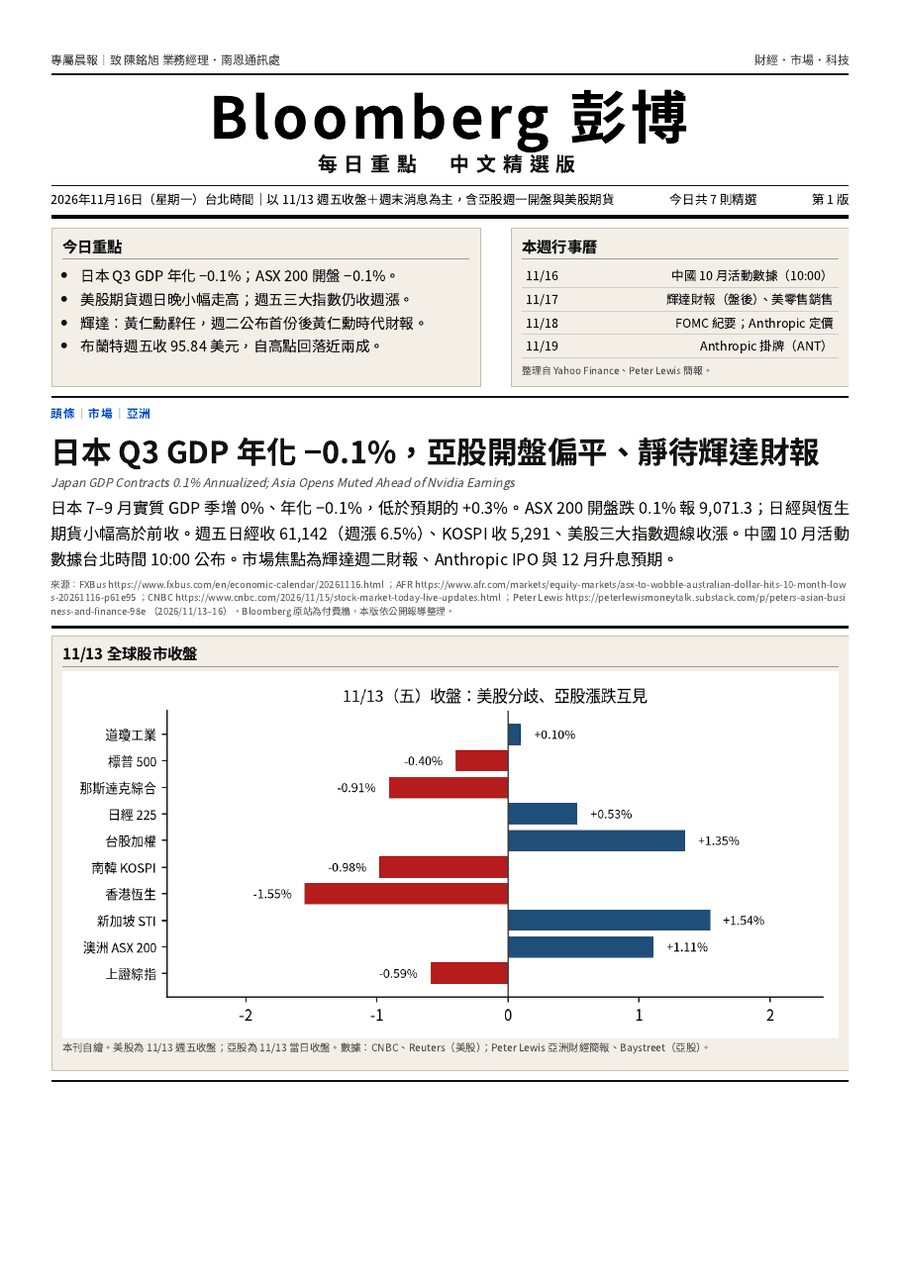 專屬晨報｜致 陳銘旭 業務經理・南恩通訊處
財經・市場・科技
Bloomberg 彭博
每日重點　中文精選版
2026年11月16日（星期一）台北時間｜以 11/13 週五收盤＋週末消息為主，含亞股週一開盤與美股期貨
今日共 7 則精選
第 1 版
今日重點
• 日本 Q3 GDP 年化 −0.1%；ASX 200 開盤 −0.1%。
• 美股期貨週日晚小幅走高；週五三大指數仍收週漲。
• 輝達：黃仁勳辭任，週二公布首份後黃仁勳時代財報。
• 布蘭特週五收 95.84 美元，自高點回落近兩成。
本週行事曆
11/16 中國 10 月活動數據（10:00）
11/17 輝達財報（盤後）、美零售銷售
11/18 FOMC 紀要；Anthropic 定價
11/19 Anthropic 掛牌（ANT）
整理自 Yahoo Finance、Peter Lewis 簡報。
頭條｜市場｜亞洲
日本 Q3 GDP 年化 −0.1%，亞股開盤偏平、靜待輝達財報
Japan GDP Contracts 0.1% Annualized; Asia Opens Muted Ahead of Nvidia Earnings
日本 7–9 月實質 GDP 季增 0%、年化 −0.1%，低於預期的 +0.3%。ASX 200 開盤跌 0.1% 報 9,071.3；日經與恆生
期貨小幅高於前收。週五日經收 61,142（週漲 6.5%）、KOSPI 收 5,291、美股三大指數週線收漲。中國 10 月活動
數據台北時間 10:00 公布。市場焦點為輝達週二財報、Anthropic IPO 與 12 月升息預期。
來源：FXBus https://www.fxbus.com/en/economic-calendar/20261116.html ；AFR https://www.afr.com/markets/equity-markets/asx-to-wobble-australian-dollar-hits-10-month-low
s-20261116-p61e95 ；CNBC https://www.cnbc.com/2026/11/15/stock-market-today-live-updates.html ；Peter Lewis https://peterlewismoneytalk.substack.com/p/peters-asian-busi
ness-and-finance-98e （2026/11/13–16）。Bloomberg 原站為付費牆，本版依公開報導整理。
11/13 全球股市收盤
11/13（五）收盤：美股分歧、亞股漲跌互見
道瓊工業 +0.10%
標普 500 -0.40%
那斯達克綜合 -0.91%
日經 225 +0.53%
台股加權 +1.35%
南韓 KOSPI -0.98%
香港恆生 -1.55%
新加坡 STI +1.54%
澳洲 ASX 200 +1.11%
上證綜指 -0.59%
-2 -1 0 1 2
本刊自繪。美股為 11/13 週五收盤；亞股為 11/13 當日收盤。數據：CNBC、Reuters（美股）；Peter Lewis 亞洲財經簡報、Baystreet（亞股）。